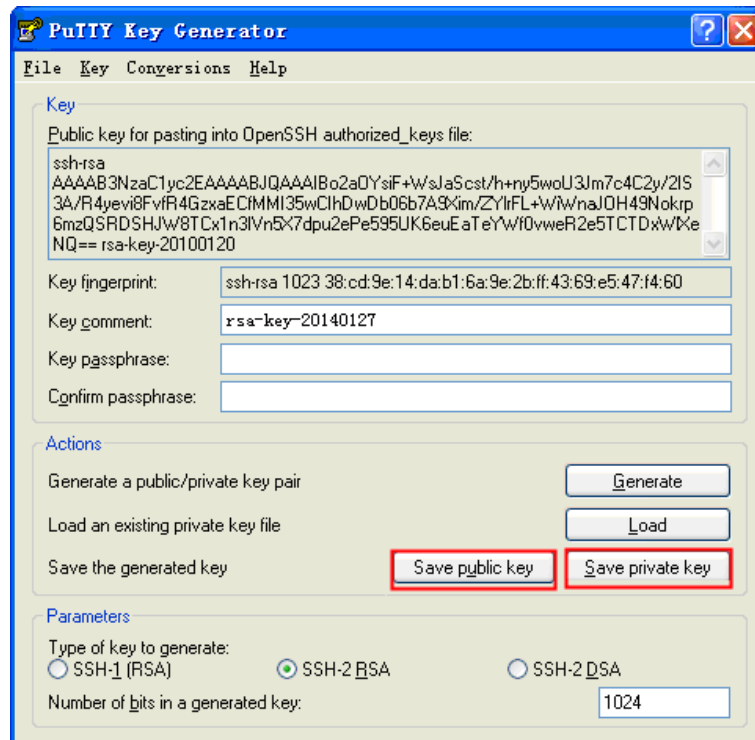 PuTTY Key Generator
File Key Conversions Help
Key
Public key for pasting into OpenSSH authorized_keys file:
ssh-rsa
AAAAB3NzaC1yc2EAAAABJQAAAIBo2a0YsiF+WsJaScst/h+ny5woU3Jm7c4C2y/2IS
3A/R4yevi8FvfR4GzxaECfMMI35wClhDwDb06b7A9Xim/ZYlrFL+WiWnaJOH49Nokrp
6mzQSRDSHJW8TCx1n3IVn5X7dpu2ePe595UK6euEaTeYWf0vweR2e5TCTDxWlXe
NQ== rsa-key-20100120
Key fingerprint: ssh-rsa 1023 38:cd:9e:14:da:b1:6a:9e:2b:ff:43:69:e5:47:f4:60
Key comment: rsa-key-20140127
Key passphrase:
Confirm passphrase:
Actions
Generate a public/private key pair Generate
Load an existing private key file Load
Save the generated key Save public key Save private key
Parameters
Type of key to generate:
SSH-1 (RSA) SSH-2 RSA SSH-2 DSA
Number of bits in a generated key: 1024